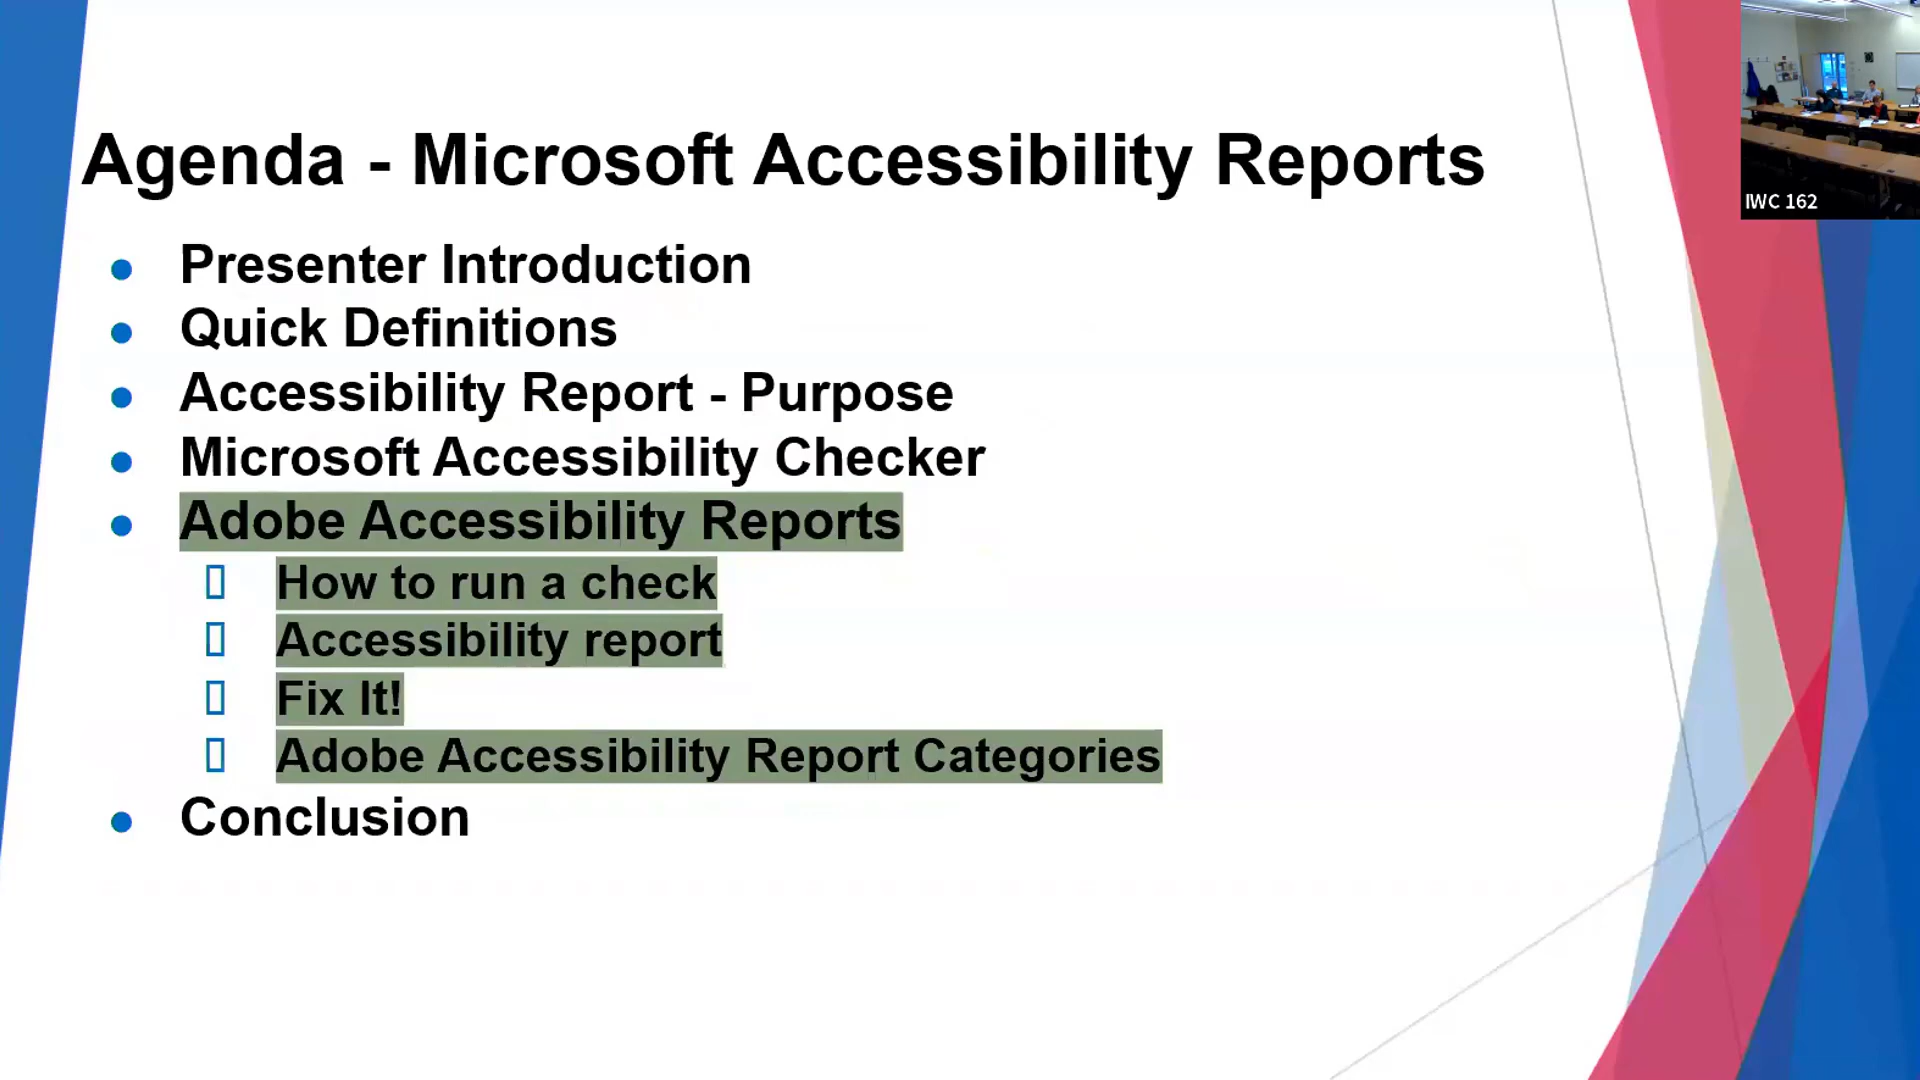 Agenda - Microsoft Accessibility Reports
Presenter Introduction
Quick Definitions
Accessibility Report - Purpose
Microsoft Accessibility Checker
Adobe Accessibility Reports
How to run a check
Accessibility report
Fix It!
Adobe Accessibility Report Categories
Conclusion
IWC 162